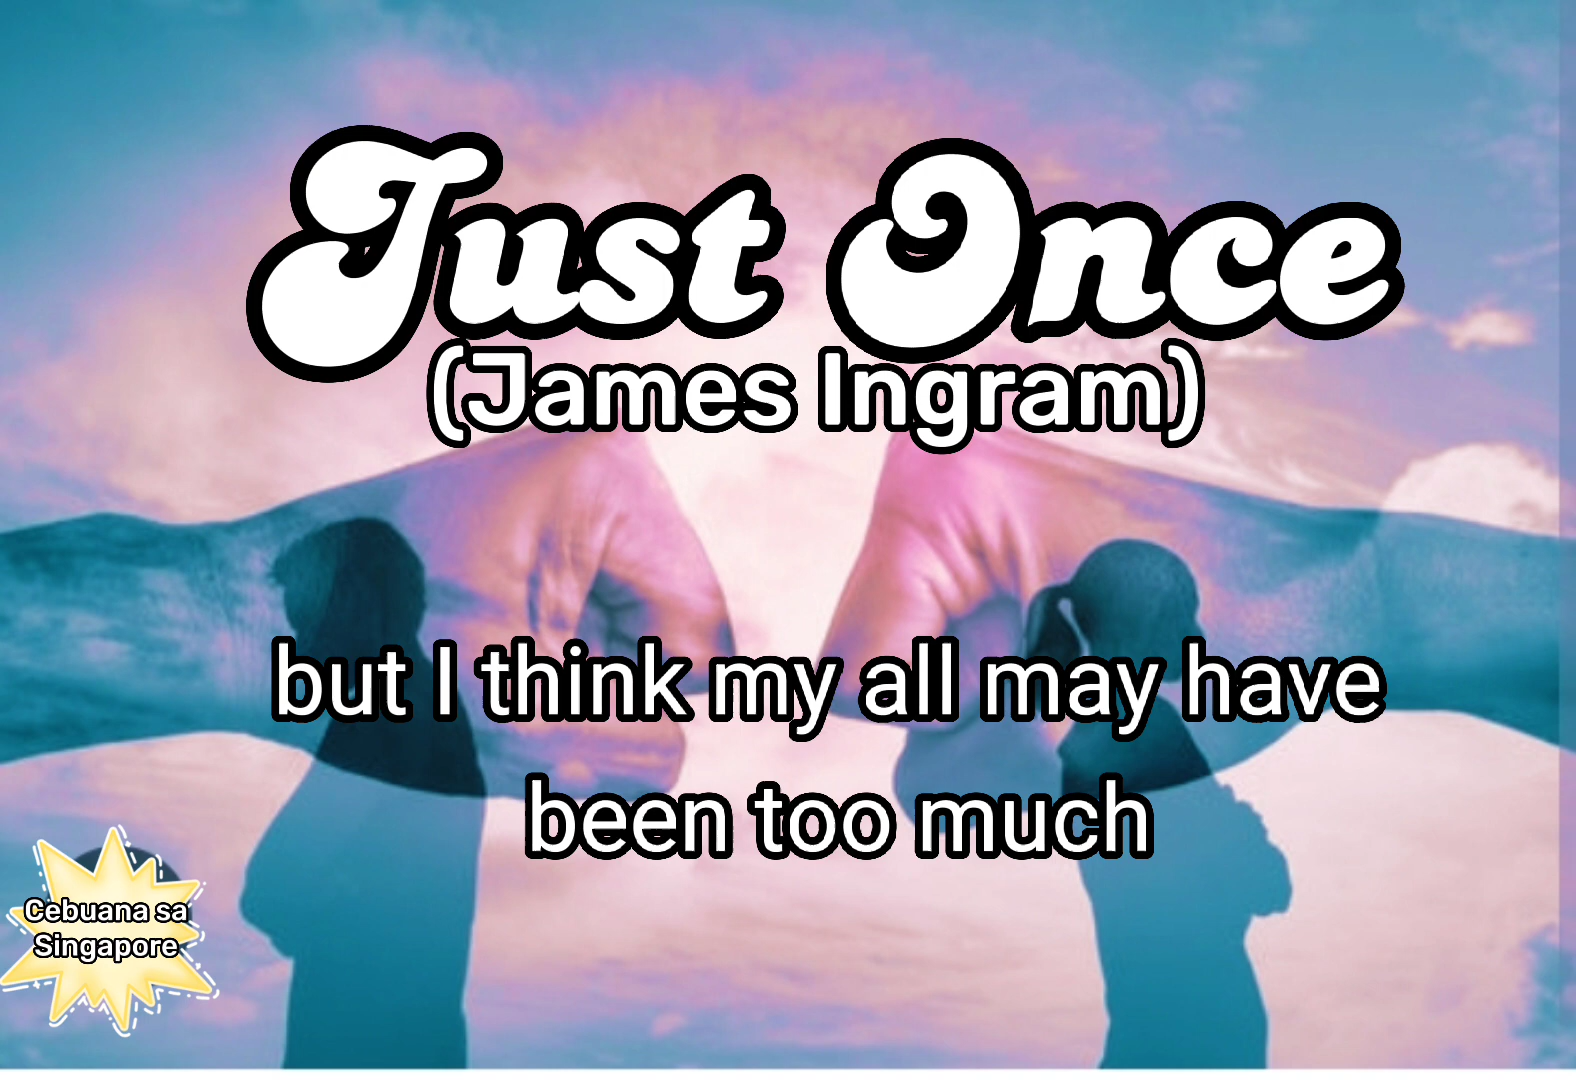 Just Once
(James Ingram)
but I think my all may have
been too much
Cebuana sa
Singapore